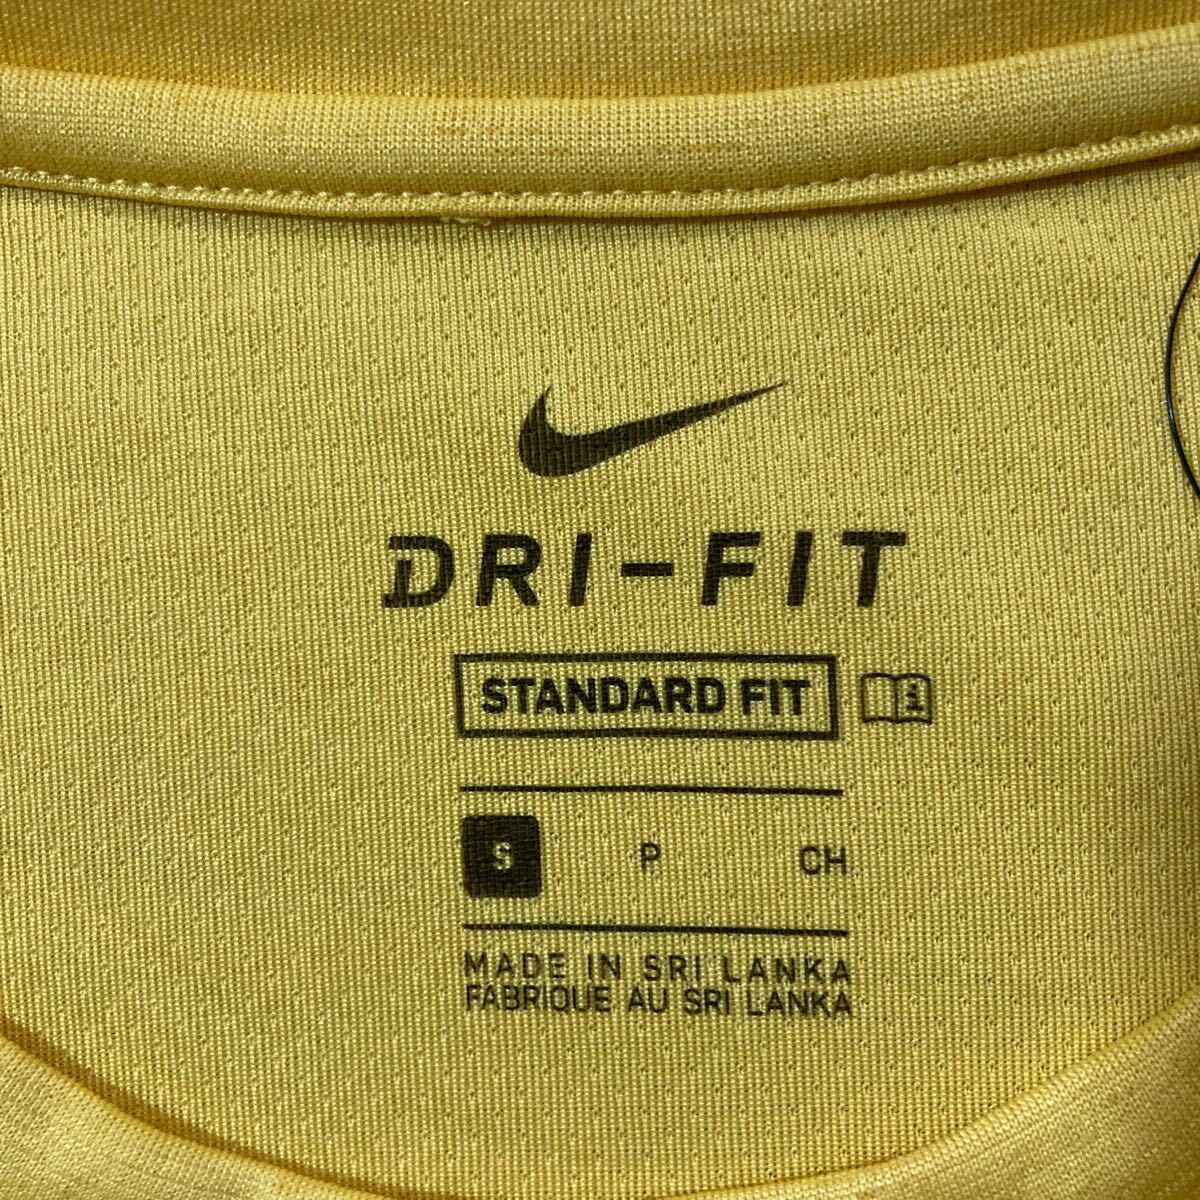 DRI-FIT
STANDARD FIT i
S P CH
MADE IN SRI LANKA
FABRIQUE AU SRI LANKA